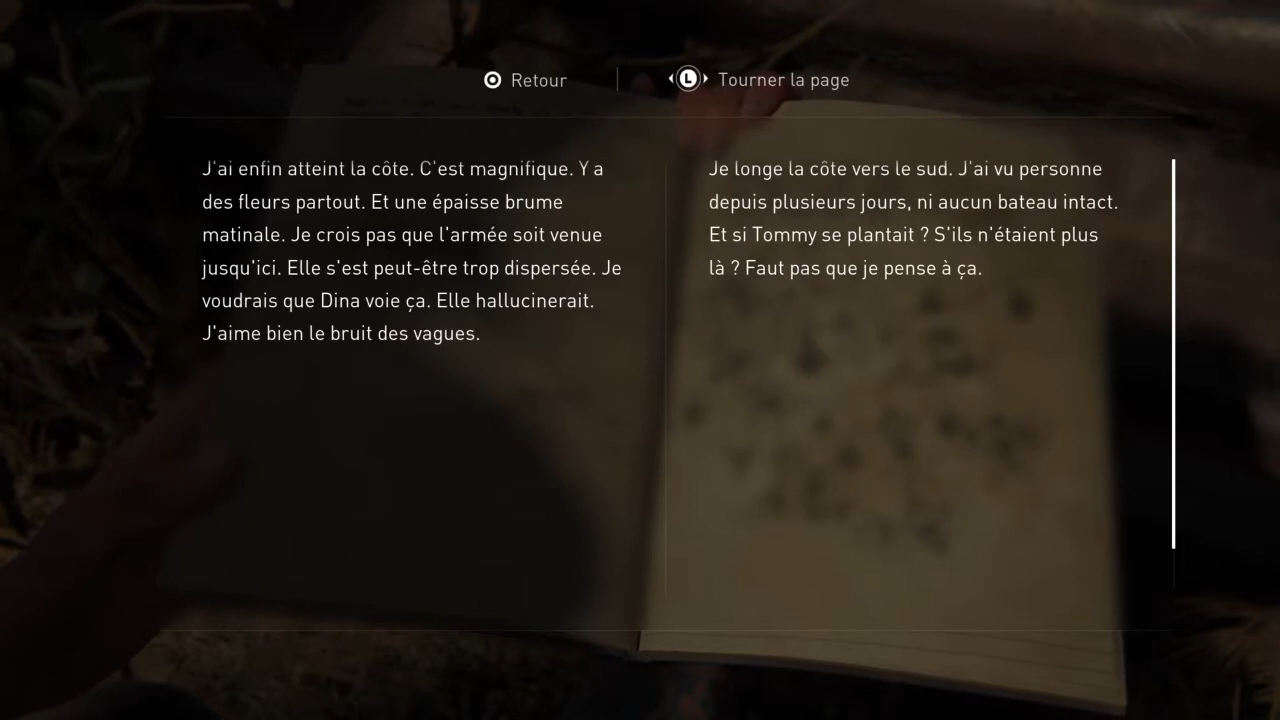 Retour
L Tourner la page
J'ai enfin atteint la côte. C'est magnifique. Y a
des fleurs partout. Et une épaisse brume
matinale. Je crois pas que l'armée soit venue
jusqu'ici. Elle s'est peut-être trop dispersée. Je
voudrais que Dina voie ça. Elle hallucinerait.
J'aime bien le bruit des vagues.
Je longe la côte vers le sud. J'ai vu personne
depuis plusieurs jours, ni aucun bateau intact.
Et si Tommy se plantait ? S'ils n'étaient plus
là ? Faut pas que je pense à ça.